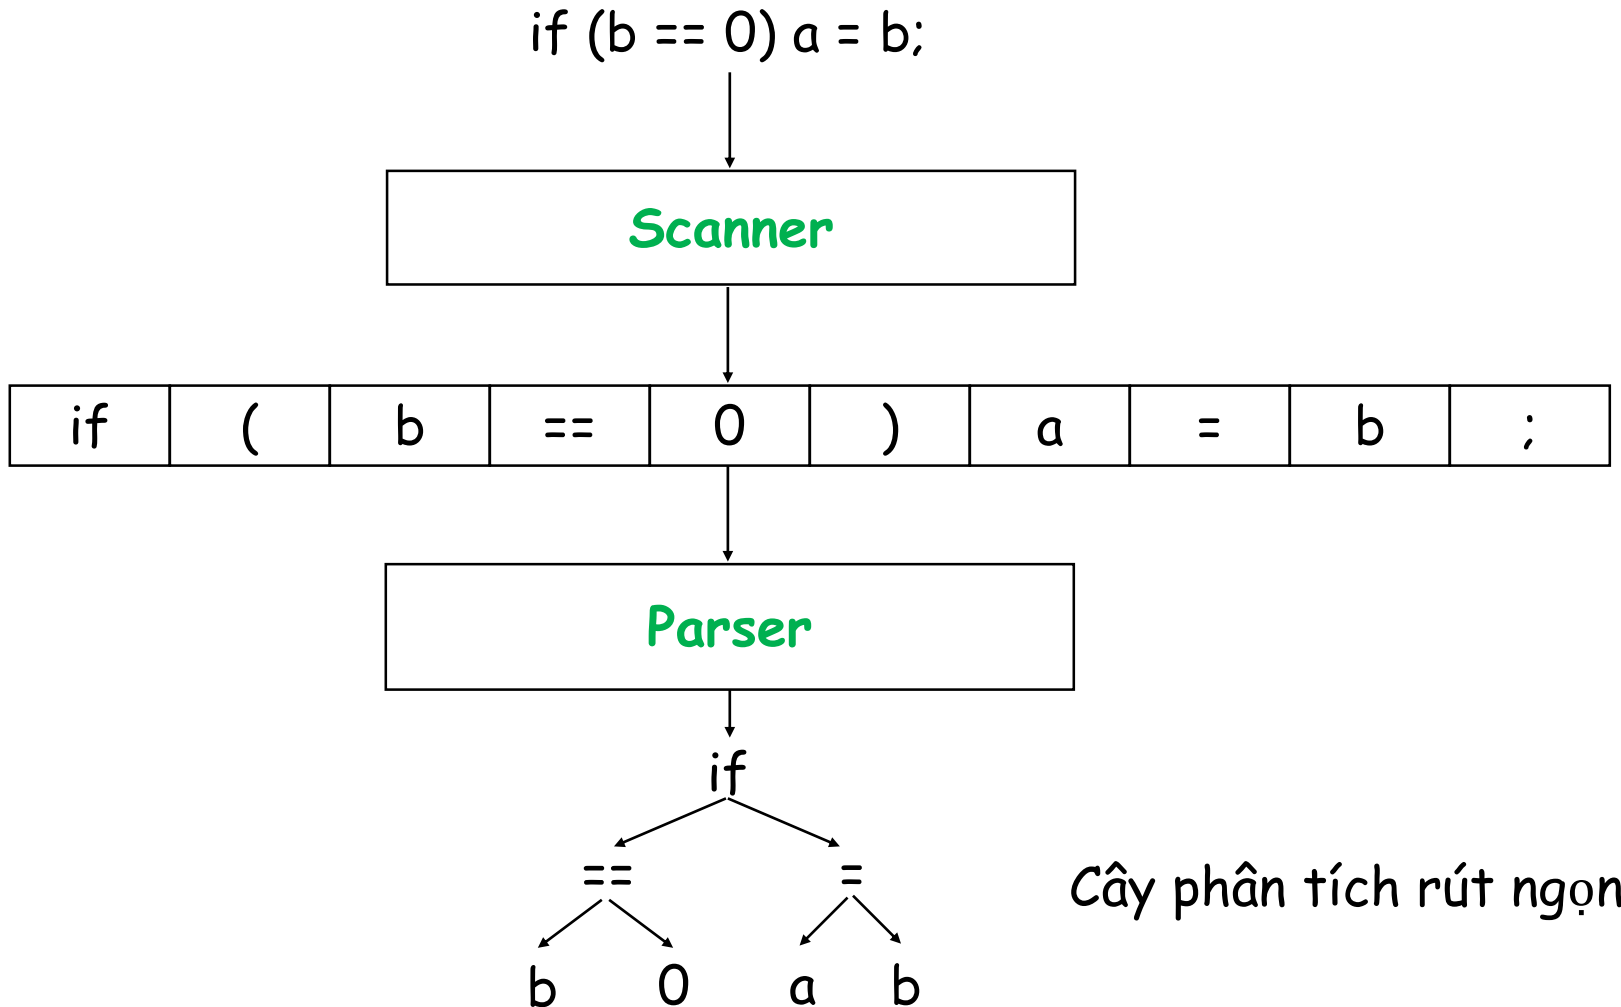 if (b == 0) a = b;
Scanner
if ( b == 0 ) a = b ;
Parser
if
== =
Cây phân tích rút ngọn
b 0 a b